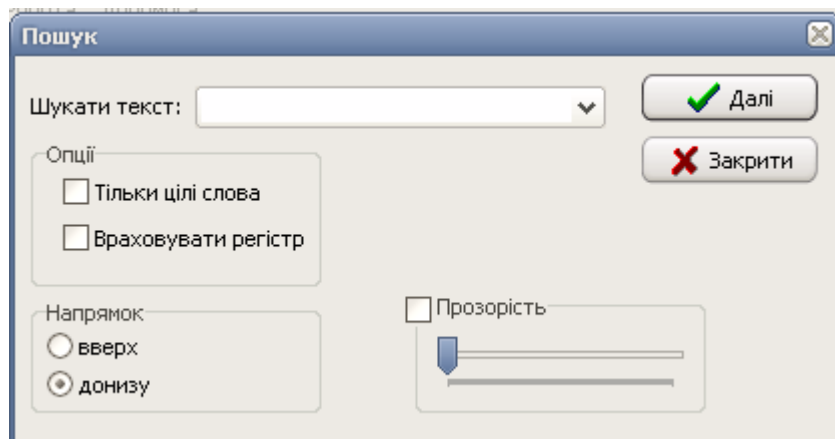 Пошук
Шукати текст:
Далі
Закрити
Опції
Тільки цілі слова
Враховувати регістр
Напрямок
вверх
донизу
Прозорість